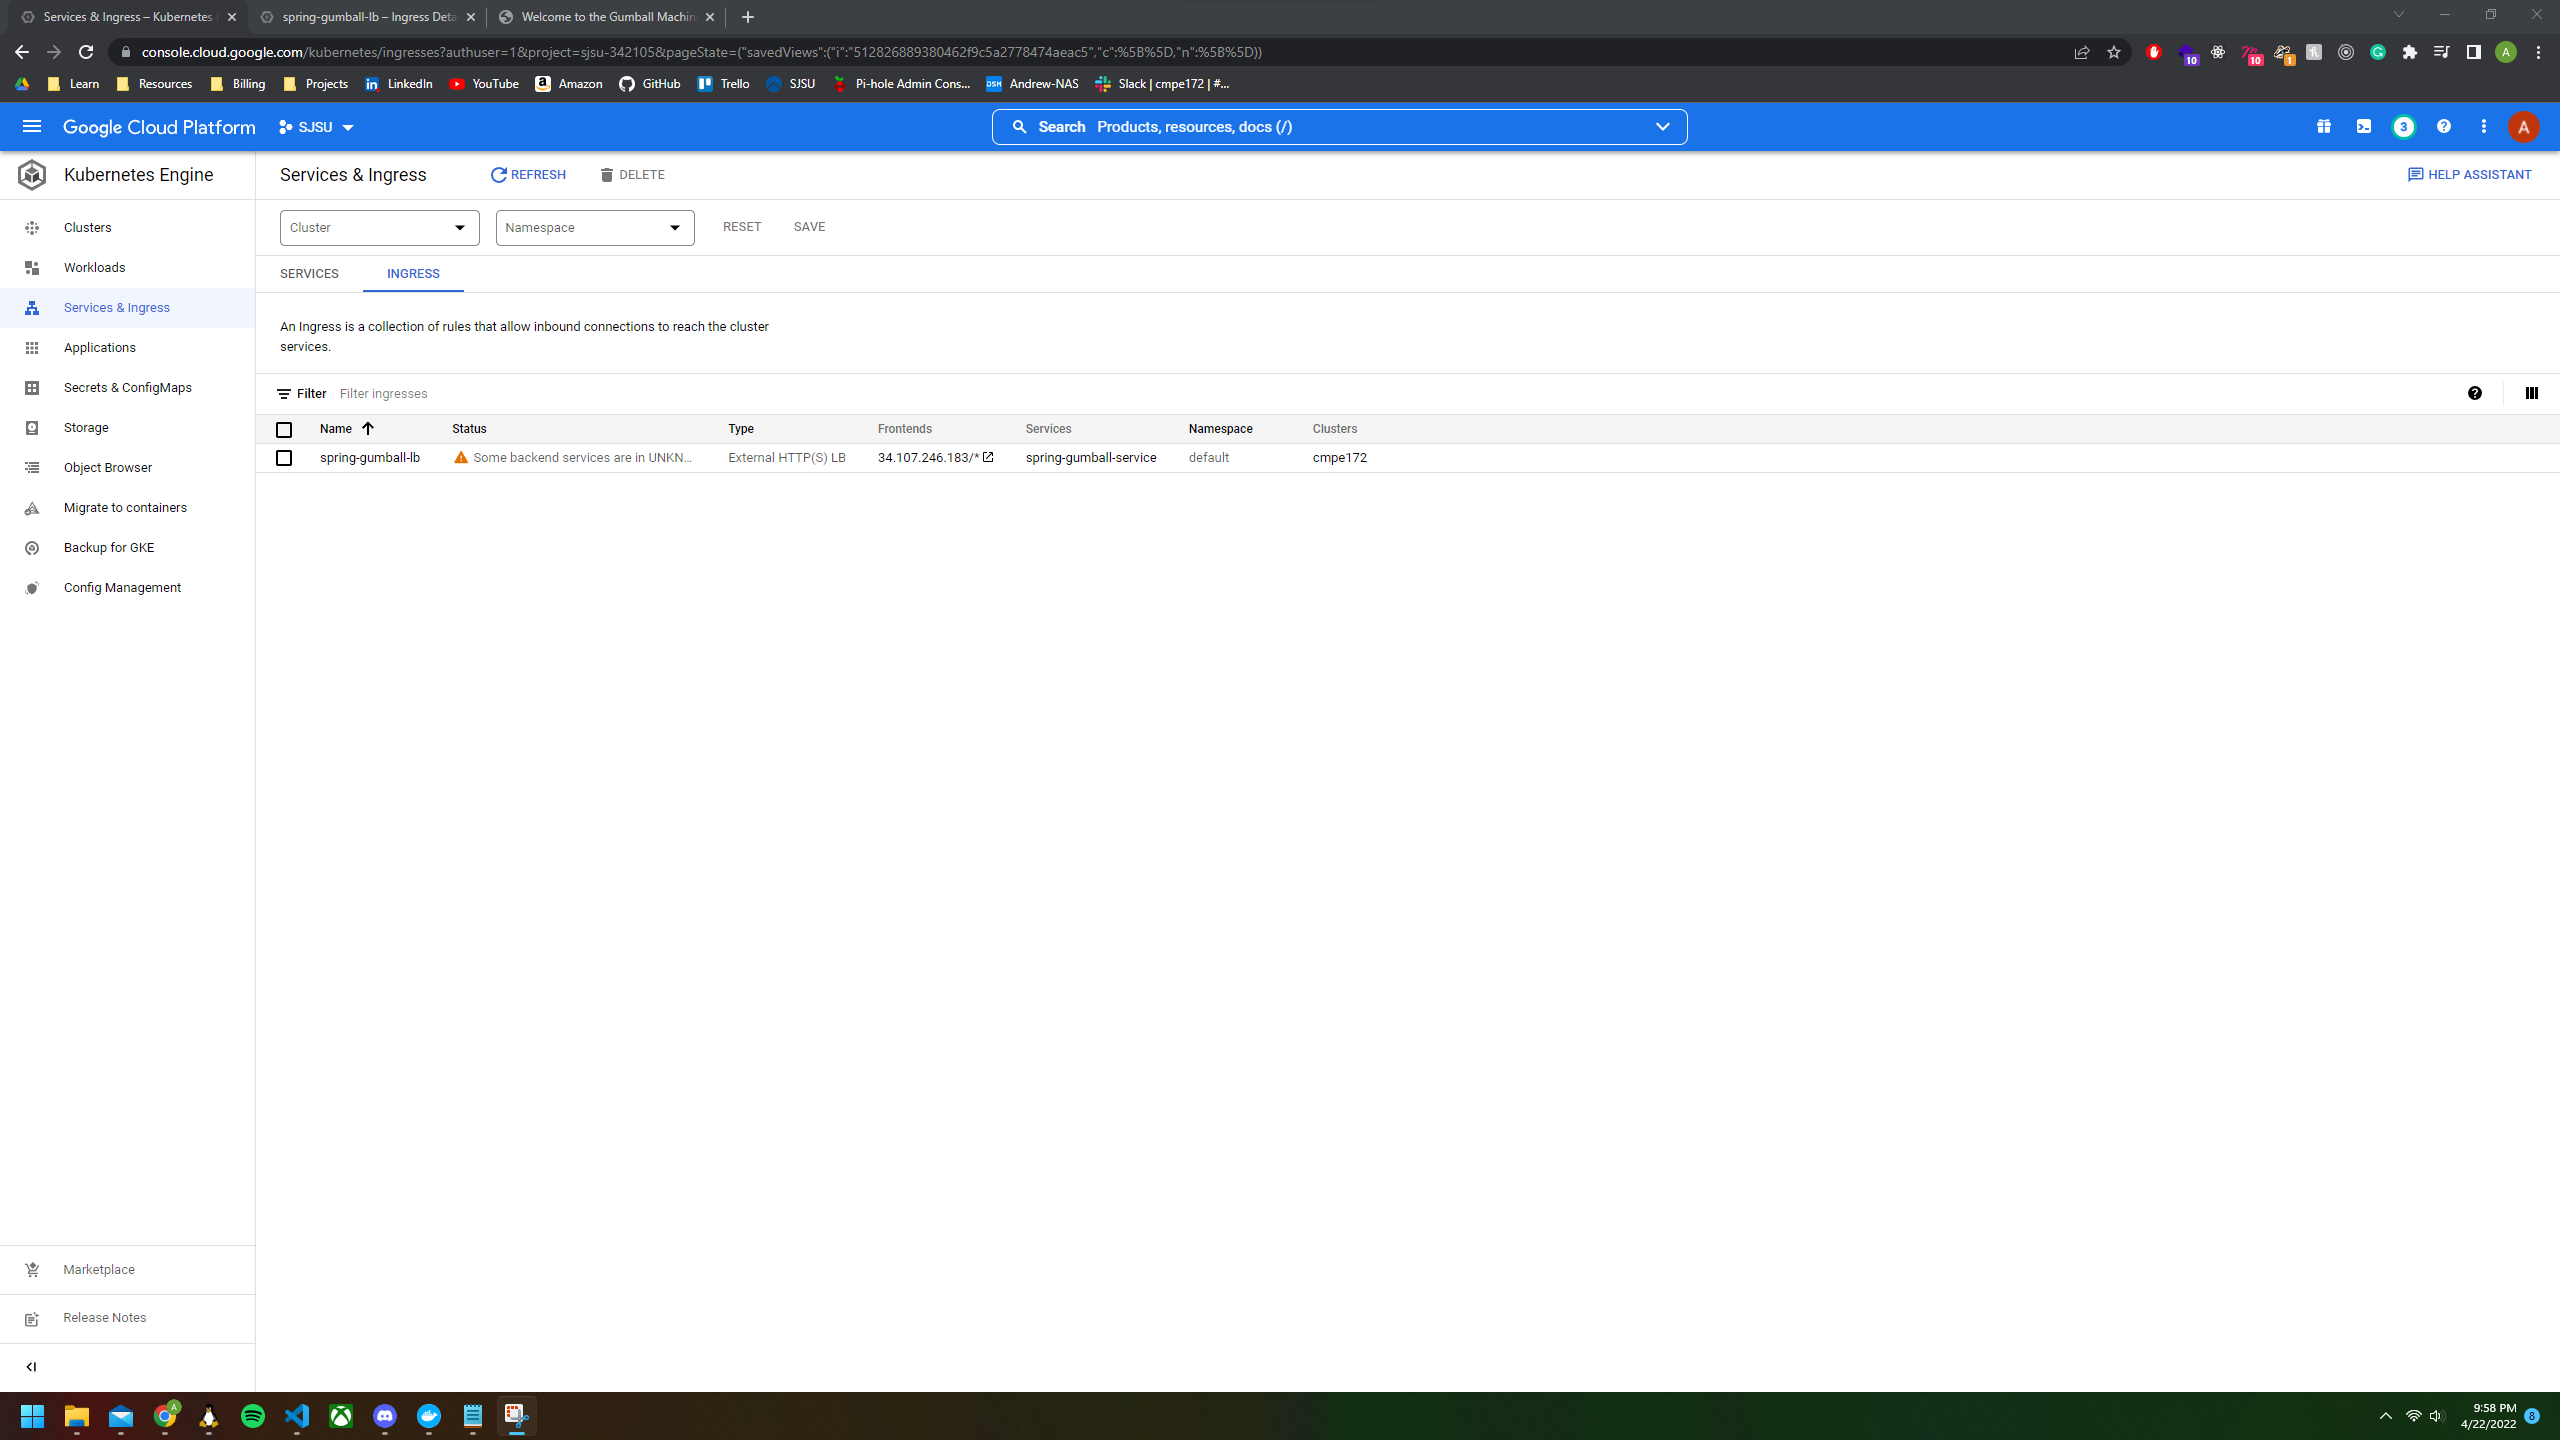 Services & Ingress – Kubernetes
spring-gumball-lb – Ingress Deta
Welcome to the Gumball Machin
console.cloud.google.com/kubernetes/ingresses?authuser=1&project=sjsu-342105&pageState=("savedViews":("i":"512826889380462f9c5a2778474aeac5","c":%5B%5D,"n":%5B%5D))
10
10
1
A
Learn
Resources
Billing
Projects
LinkedIn
YouTube
Amazon
GitHub
Trello
SJSU
Pi-hole Admin Cons...
DSM
Andrew-NAS
Slack | cmpe172 | #...
Google Cloud Platform
SJSU
Search Products, resources, docs (/)
3
A
Kubernetes Engine
Services & Ingress
REFRESH
DELETE
HELP ASSISTANT
Clusters
Workloads
Services & Ingress
Applications
Secrets & ConfigMaps
Storage
Object Browser
Migrate to containers
Backup for GKE
Config Management
Cluster
Namespace
RESET
SAVE
SERVICES
INGRESS
An Ingress is a collection of rules that allow inbound connections to reach the cluster
services.
Filter Filter ingresses
Name Status Type Frontends Services Namespace Clusters
spring-gumball-lb Some backend services are in UNKN... External HTTP(S) LB 34.107.246.183/* spring-gumball-service default cmpe172
Marketplace
Release Notes
A
9:58 PM
4/22/2022
8